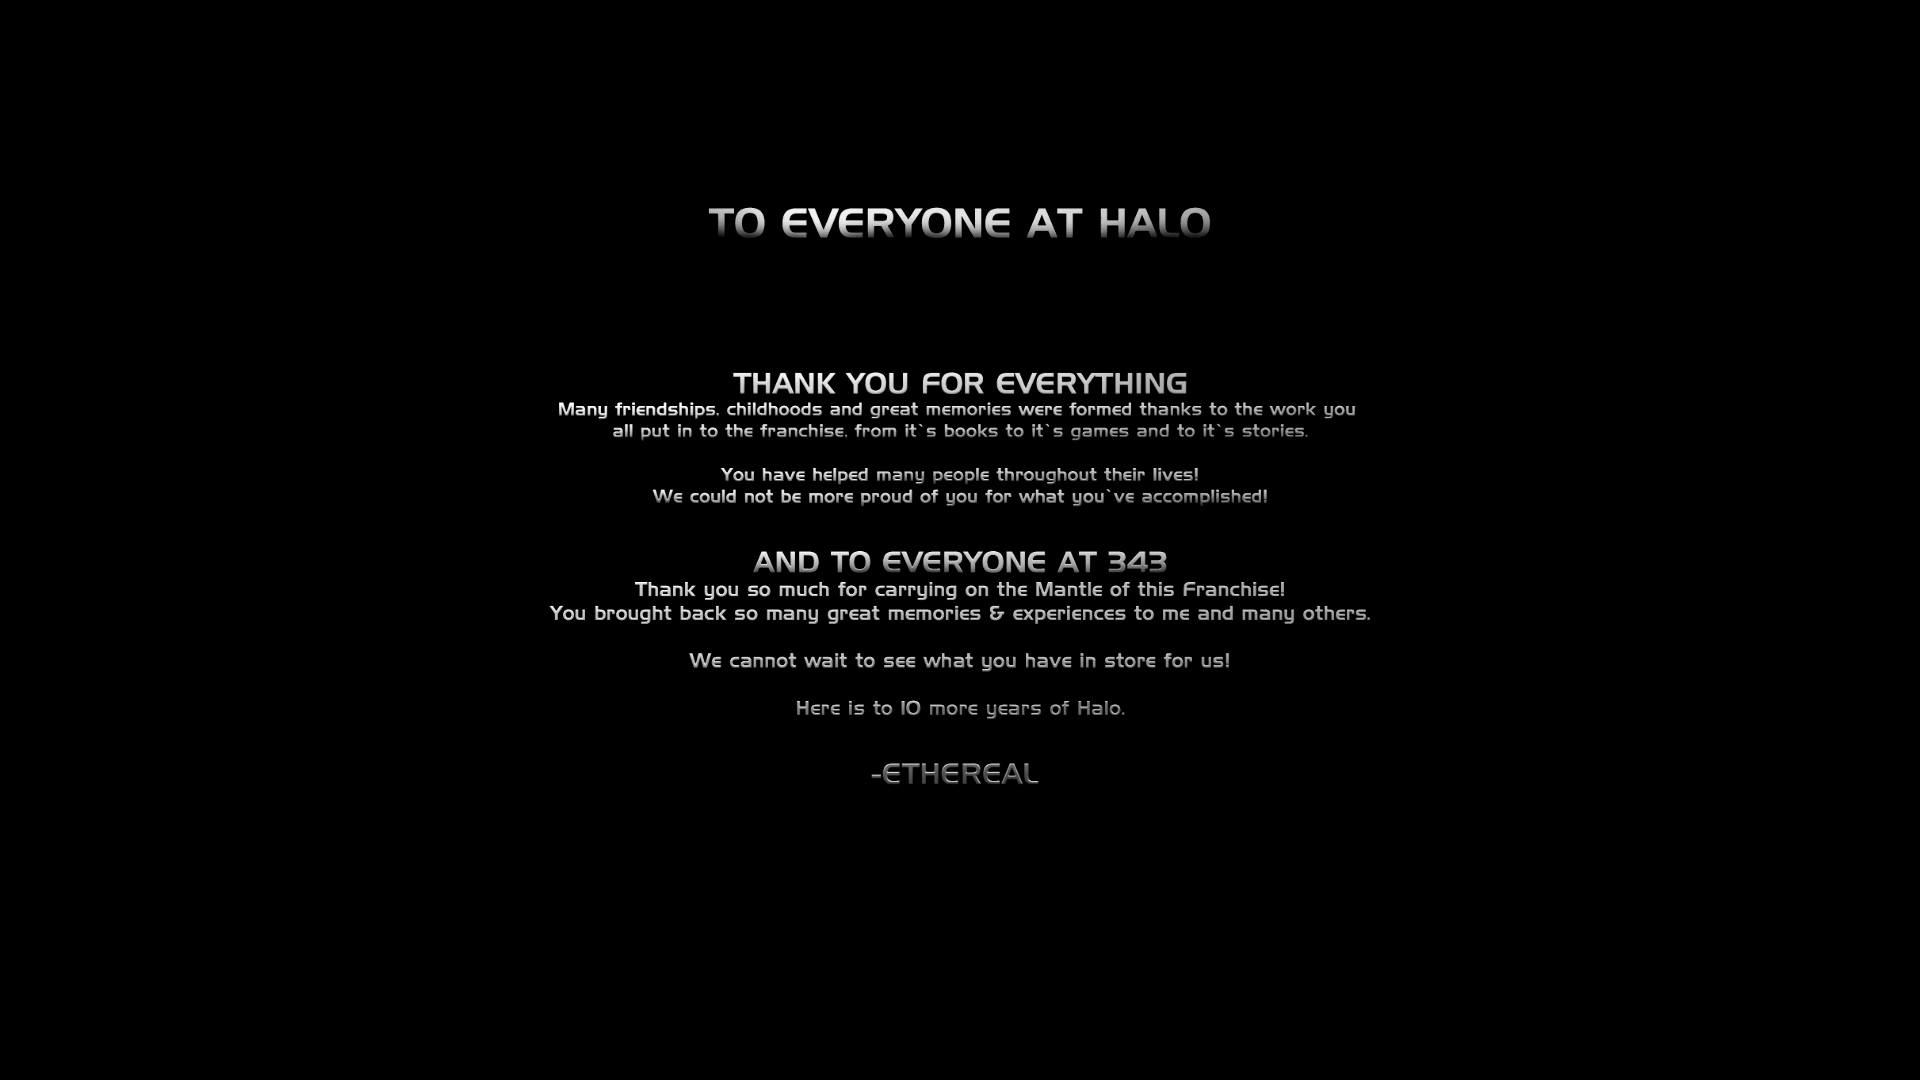 TO EVERYONE AT HALO
THANK YOU FOR EVERYTHING
Many friendships, childhoods and great memories were formed thanks to the work you
all put in to the franchise, from it`s books to it`s games and to it`s stories.
You have helped many people throughout their lives!
We could not be more proud of you for what you`ve accomplished!
AND TO EVERYONE AT 343
Thank you so much for carrying on the Mantle of this Franchise!
You brought back so many great memories & experiences to me and many others.
We cannot wait to see what you have in store for us!
Here is to 10 more years of Halo.
-ETHEREAL